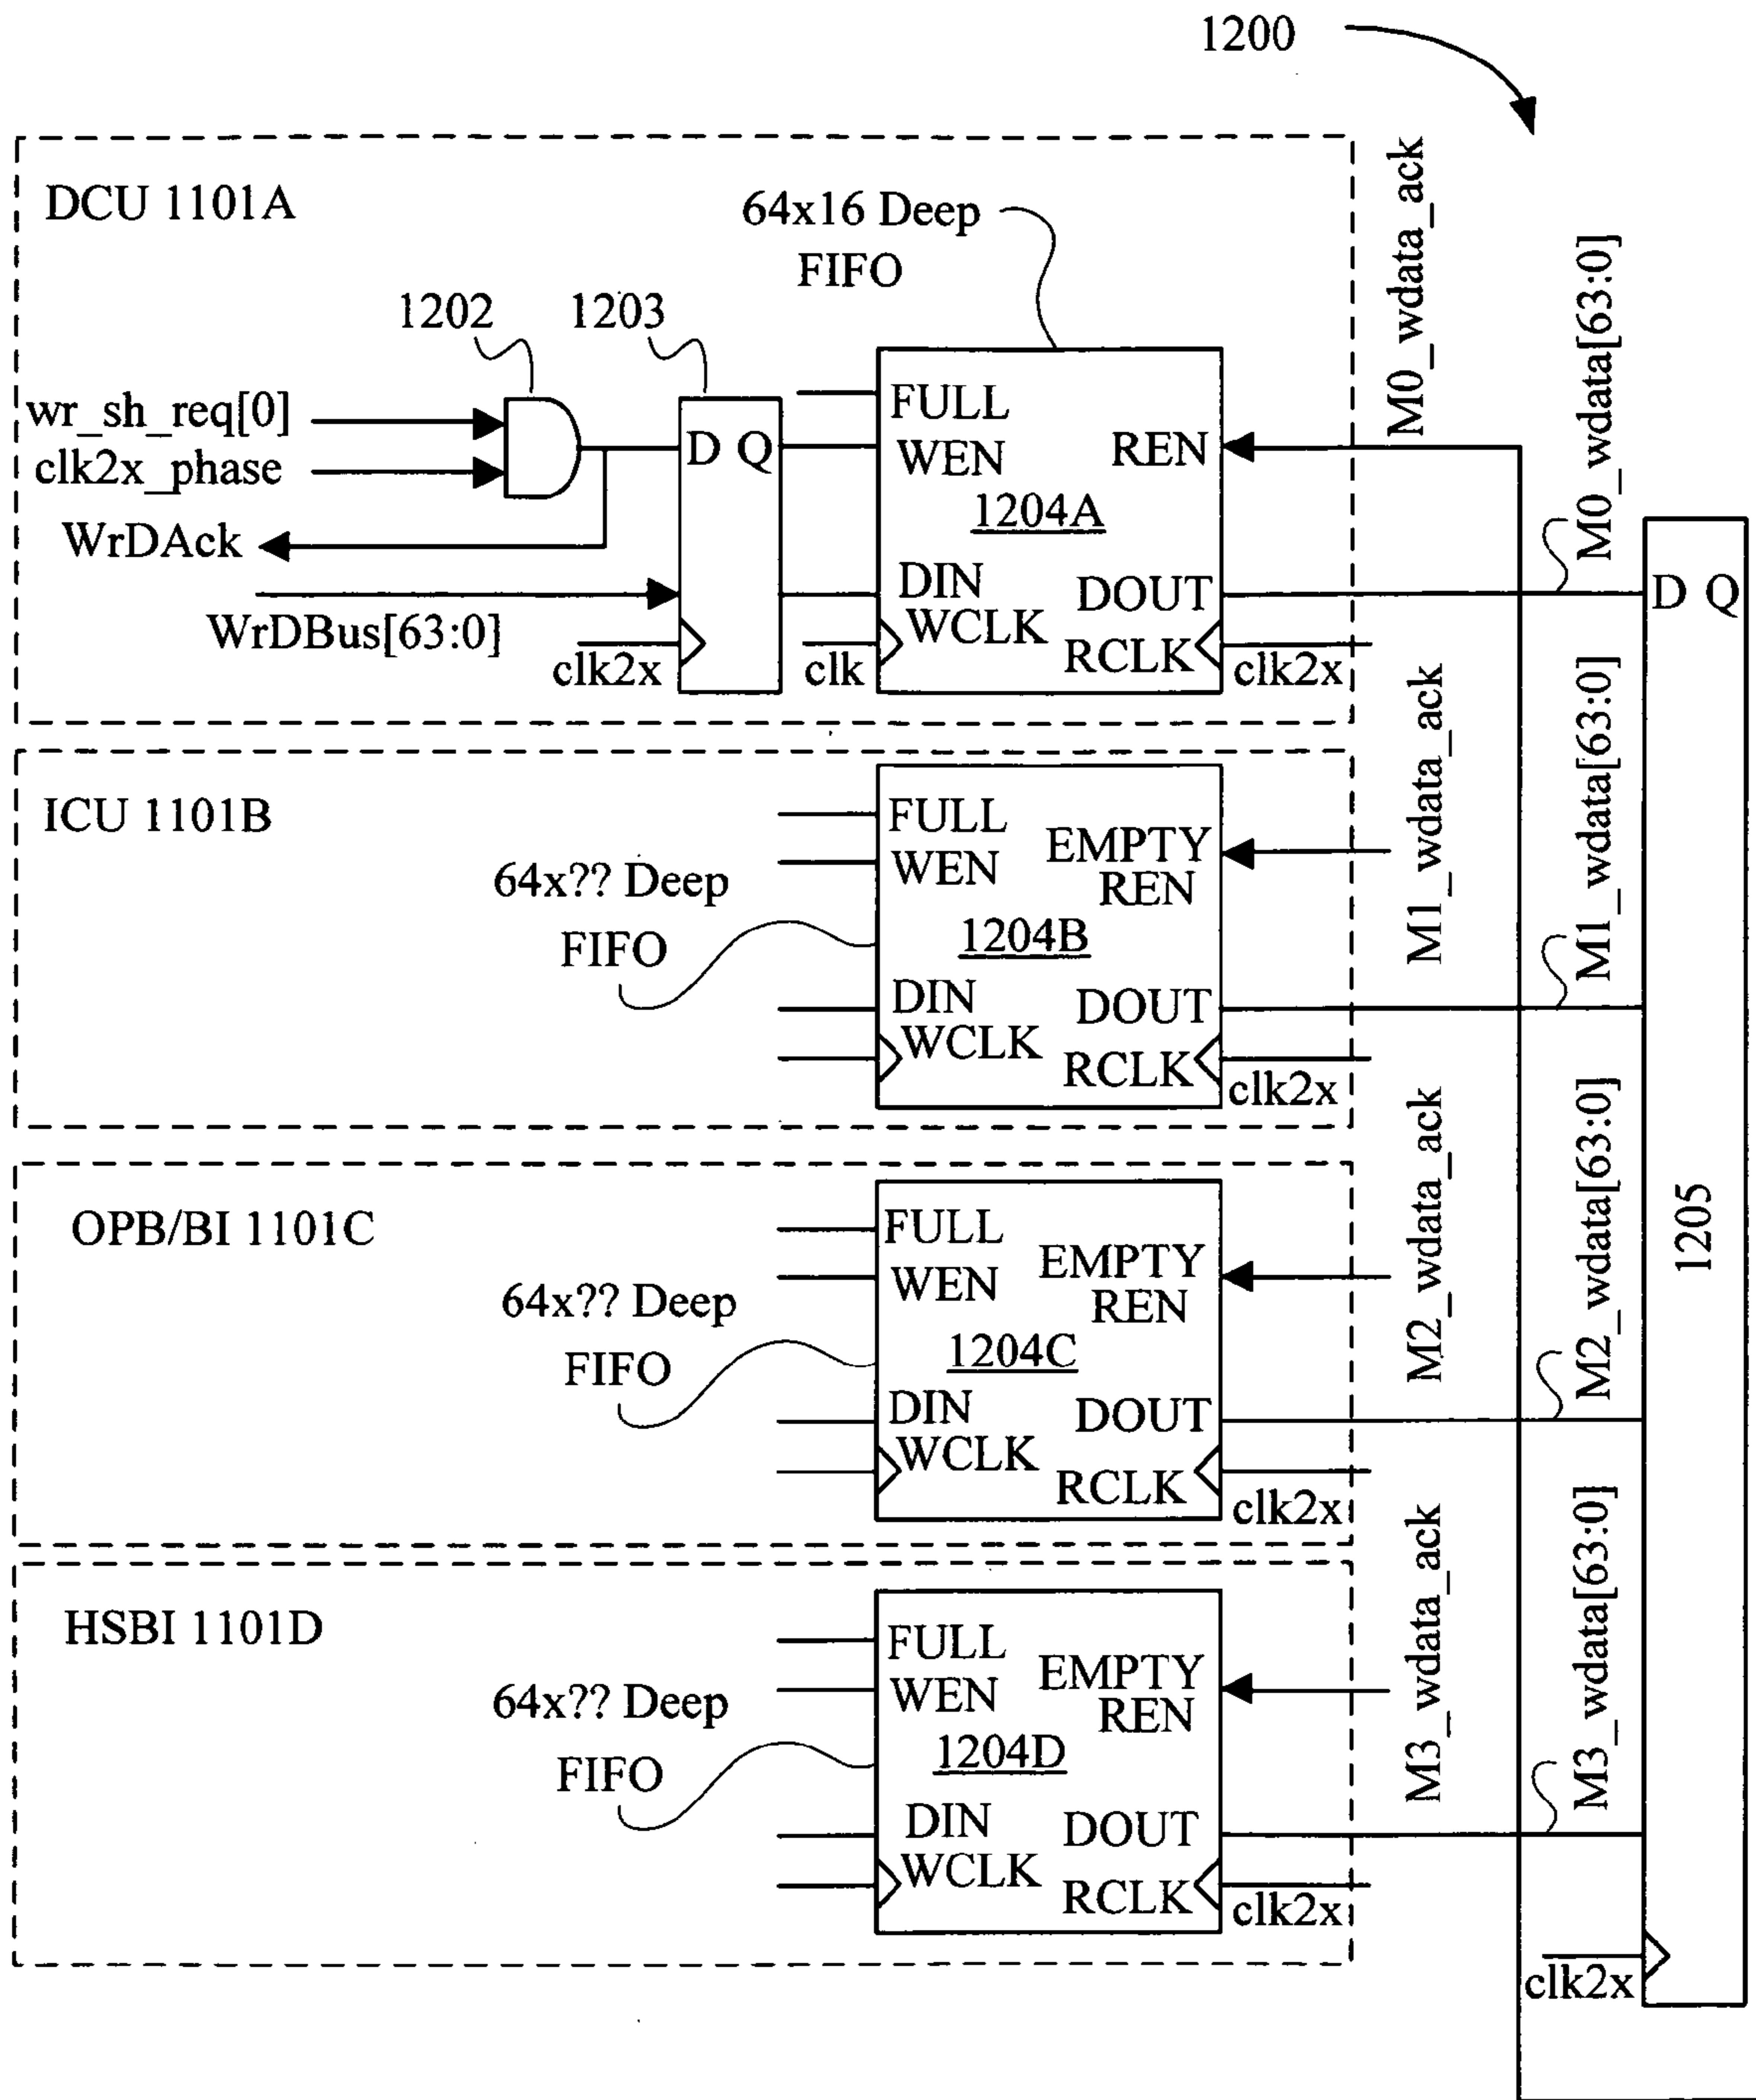 1200
DCU 1101A
64x16 Deep
FIFO
1202
1203
wr_sh_req[0]
clk2x_phase
WrDAck
WrDBus[63:0]
clk2x
D Q
clk
FULL
WEN
REN
1204A
DIN
DOUT
WCLK
RCLK
clk2x
M0_wdata_ack
M0_wdata[63:0]
D Q
ICU 1101B
64x?? Deep
FIFO
FULL
WEN
EMPTY
REN
1204B
DIN
DOUT
WCLK
RCLK
clk2x
M1_wdata_ack
M1_wdata[63:0]
OPB/BI 1101C
64x?? Deep
FIFO
FULL
WEN
EMPTY
REN
1204C
DIN
DOUT
WCLK
RCLK
clk2x
M2_wdata_ack
M2_wdata[63:0]
1205
HSBI 1101D
64x?? Deep
FIFO
FULL
WEN
EMPTY
REN
1204D
DIN
DOUT
WCLK
RCLK
clk2x
M3_wdata_ack
M3_wdata[63:0]
clk2x